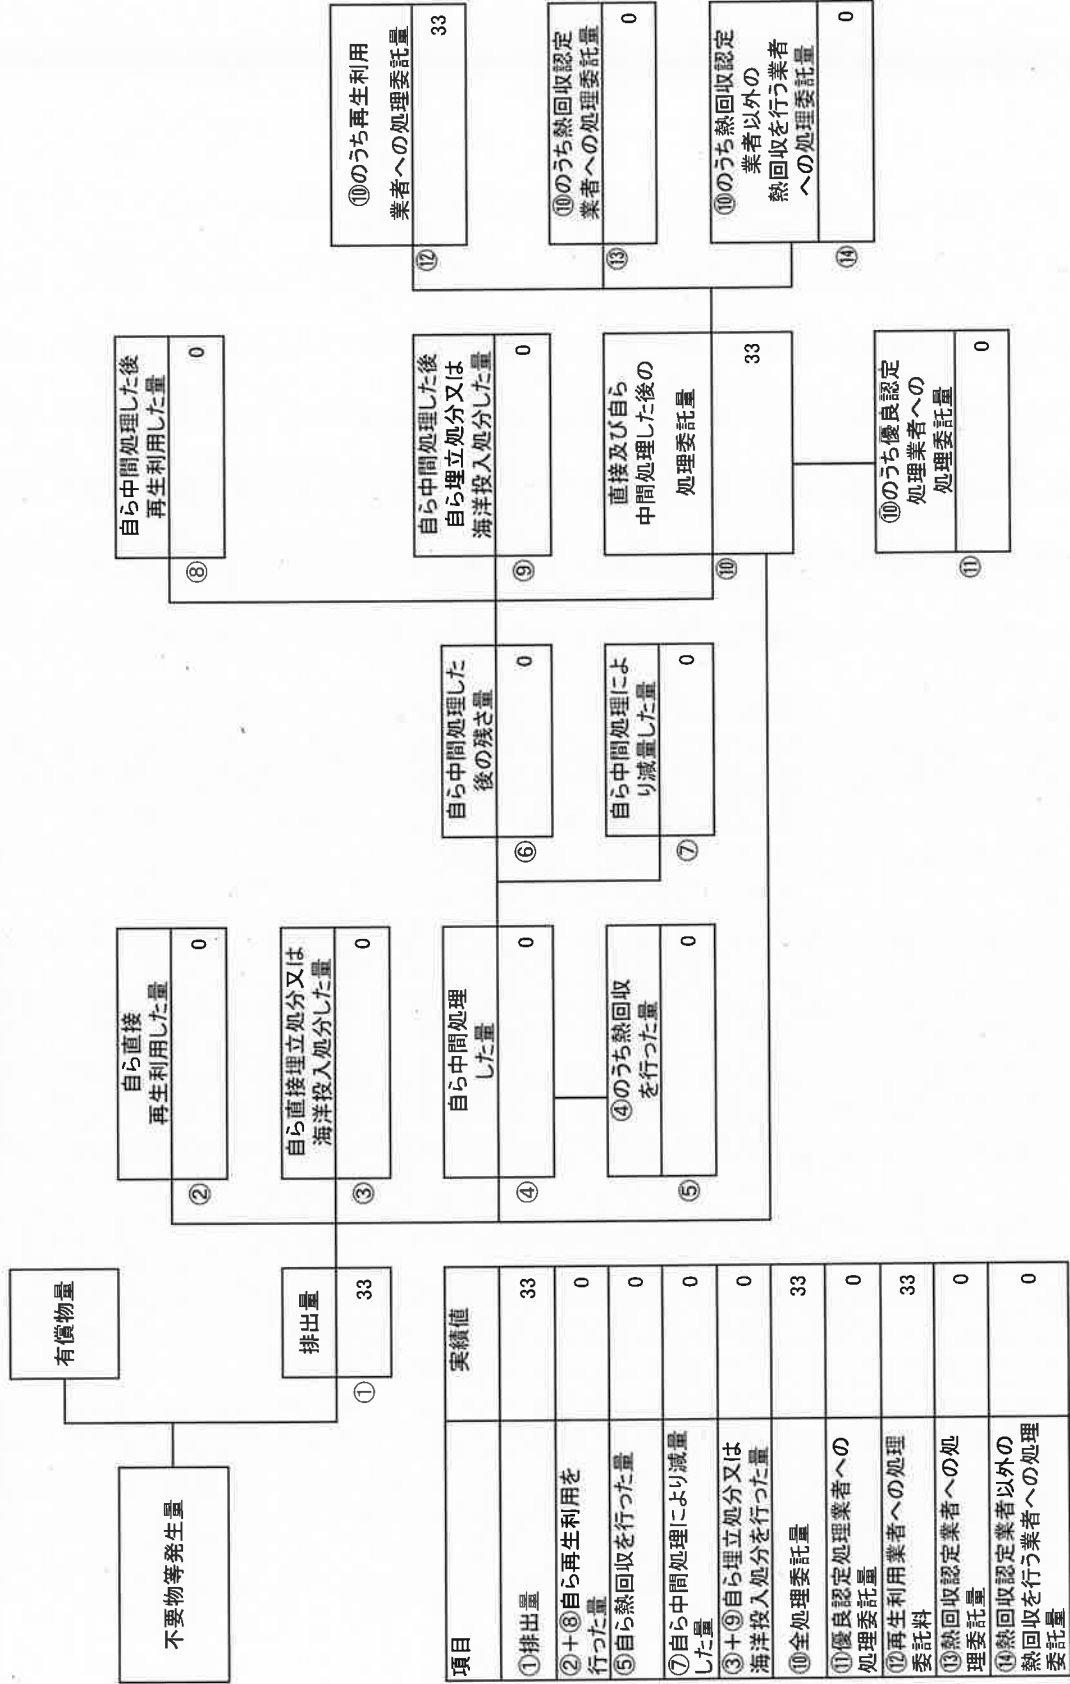 不要物等発生量
有償物量
排出量
①
33
自ら直接
再生利用した量
②
0
自ら直接埋立処分又は
海洋投入処分した量
③
0
自ら中間処理
した量
④
0
④のうち熱回収
を行った量
⑤
0
自ら中間処理した
後の残さ量
⑥
0
自ら中間処理によ
り減量した量
⑦
0
自ら中間処理した後
再生利用した量
⑧
0
自ら中間処理した後
自ら埋立処分又は
海洋投入処分した量
⑨
0
直接及び自ら
中間処理した後の
処理委託量
⑩
33
⑩のうち優良認定
処理業者への
処理委託量
⑪
0
⑩のうち再生利用
業者への処理委託量
⑫
33
⑩のうち熱回収認定
業者への処理委託量
⑬
0
⑩のうち熱回収認定
業者以外の
熱回収を行う業者
への処理委託量
⑭
0
項目 実績値
①排出量 33
②+⑧自ら再生利用を
行った量 0
⑤自ら熱回収を行った量 0
⑦自ら中間処理により減量
した量 0
③+⑨自ら埋立処分又は
海洋投入処分を行った量 0
⑩全処理委託量 33
⑪優良認定処理業者への
処理委託量 0
⑫再生利用業者への処理
委託料 33
⑬熱回収認定業者への処
理委託量 0
⑭熱回収認定業者以外の
熱回収を行う業者への処理
委託量 0